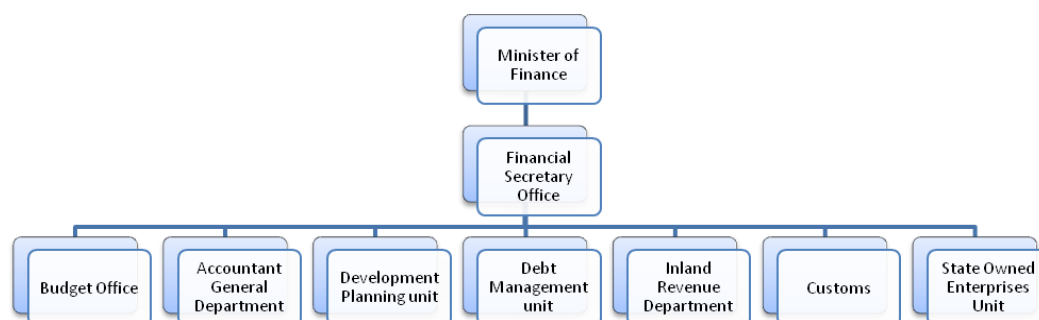 Minister of
Finance
Financial
Secretary
Office
Budget Office
Accountant
General
Department
Development
Planning unit
Debt
Management
unit
Inland
Revenue
Department
Customs
State Owned
Enterprises
Unit